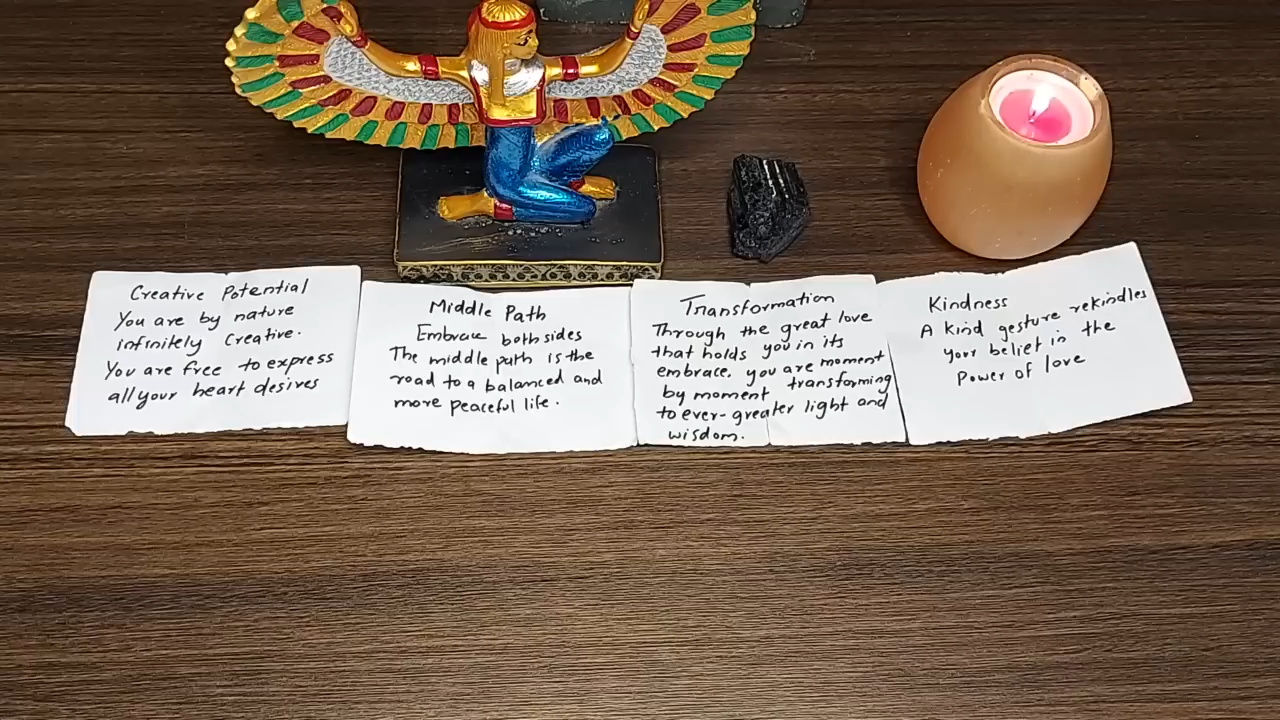 Creative Potential
You are by nature
infinitely Creative.
You are free to express
all your heart desires
Middle Path
Embrace both sides
The middle path is the
road to a balanced and
more peaceful life.
Transformation
Through the great love
that holds you in its
embrace, you are moment
by moment transforming
to ever-greater light and
wisdom.
Kindness
A kind gesture rekindles
your belief in the
Power of love